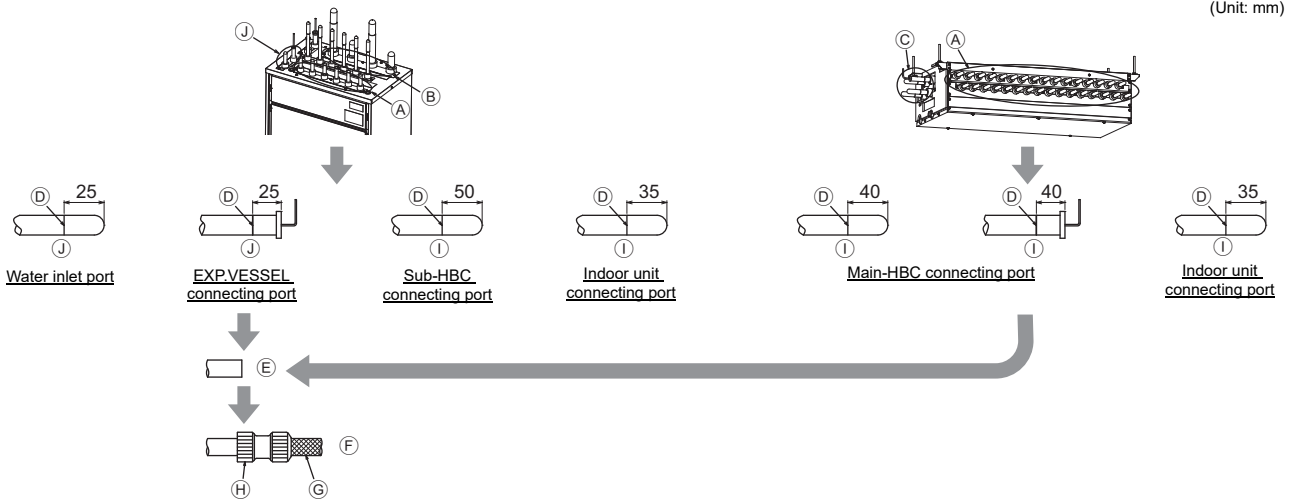 (Unit: mm)
Ⓙ
Ⓑ
Ⓐ
Ⓒ
Ⓐ
Ⓓ 25
Ⓙ
Water inlet port
Ⓓ 25
Ⓙ
EXP.VESSEL
connecting port
Ⓓ 50
Ⓘ
Sub-HBC
connecting port
Ⓓ 35
Ⓘ
Indoor unit
connecting port
Ⓓ 40
Ⓘ
Ⓓ 40
Ⓘ
Main-HBC connecting port
Ⓓ 35
Ⓘ
Indoor unit
connecting port
Ⓔ
Ⓕ
Ⓗ
Ⓖ